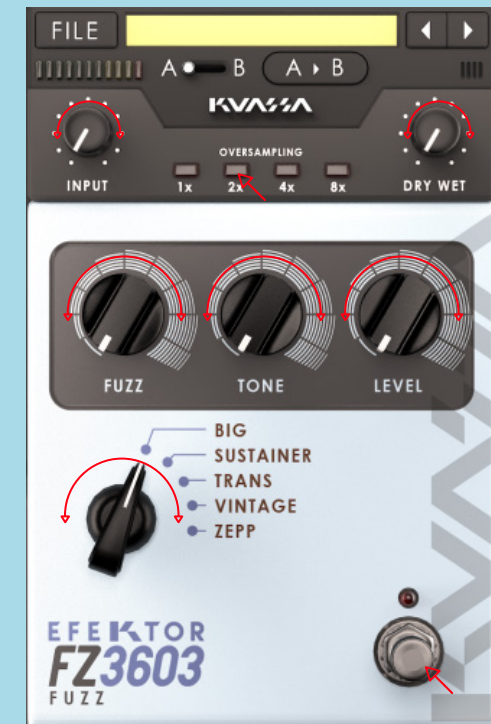 FILE
A B A B
KVASSA
OVERSAMPLING
INPUT 1x 2x 4x 8x DRY WET
FUZZ TONE LEVEL
BIG
SUSTAINER
TRANS
VINTAGE
ZEPP
EFEKTOR
FZ3603
FUZZ